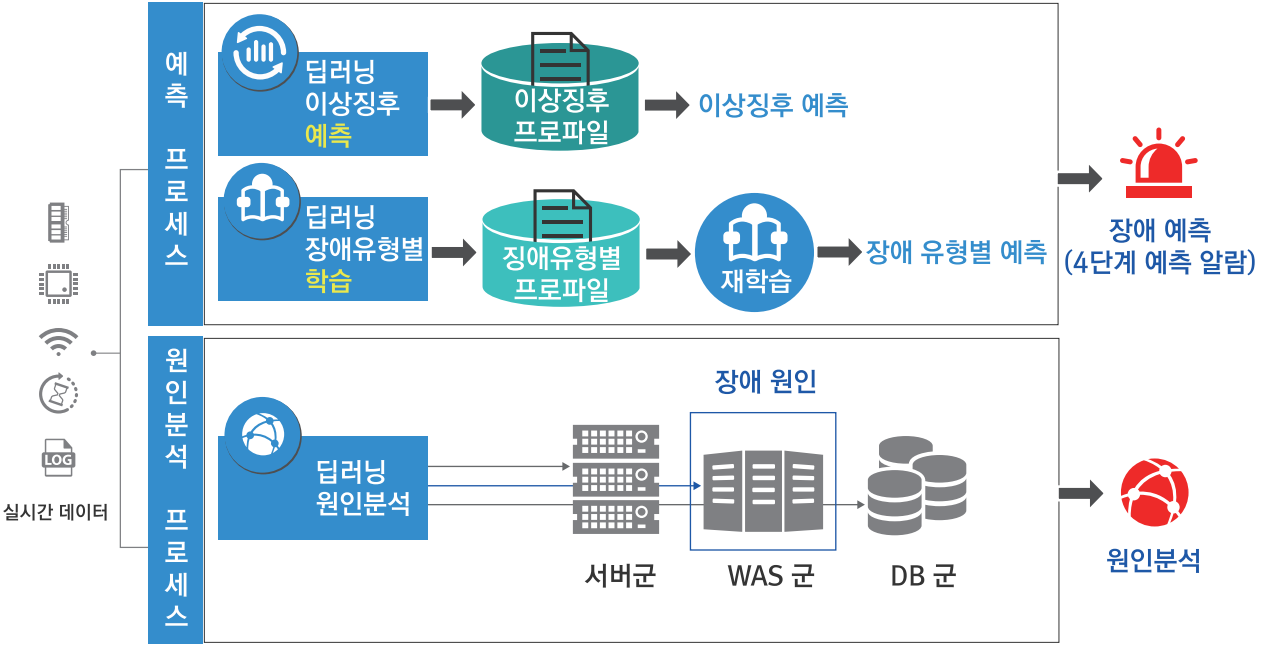 예측 프로세스
딥러닝
이상징후
예측
이상징후
프로파일
이상징후 예측
딥러닝
장애유형별
학습
징애유형별
프로파일
재학습
장애 유형별 예측
장애 예측
(4단계 예측 알람)
LOG
실시간 데이터
원인분석 프로세스
딥러닝
원인분석
장애 원인
서버군
WAS 군
DB 군
원인분석